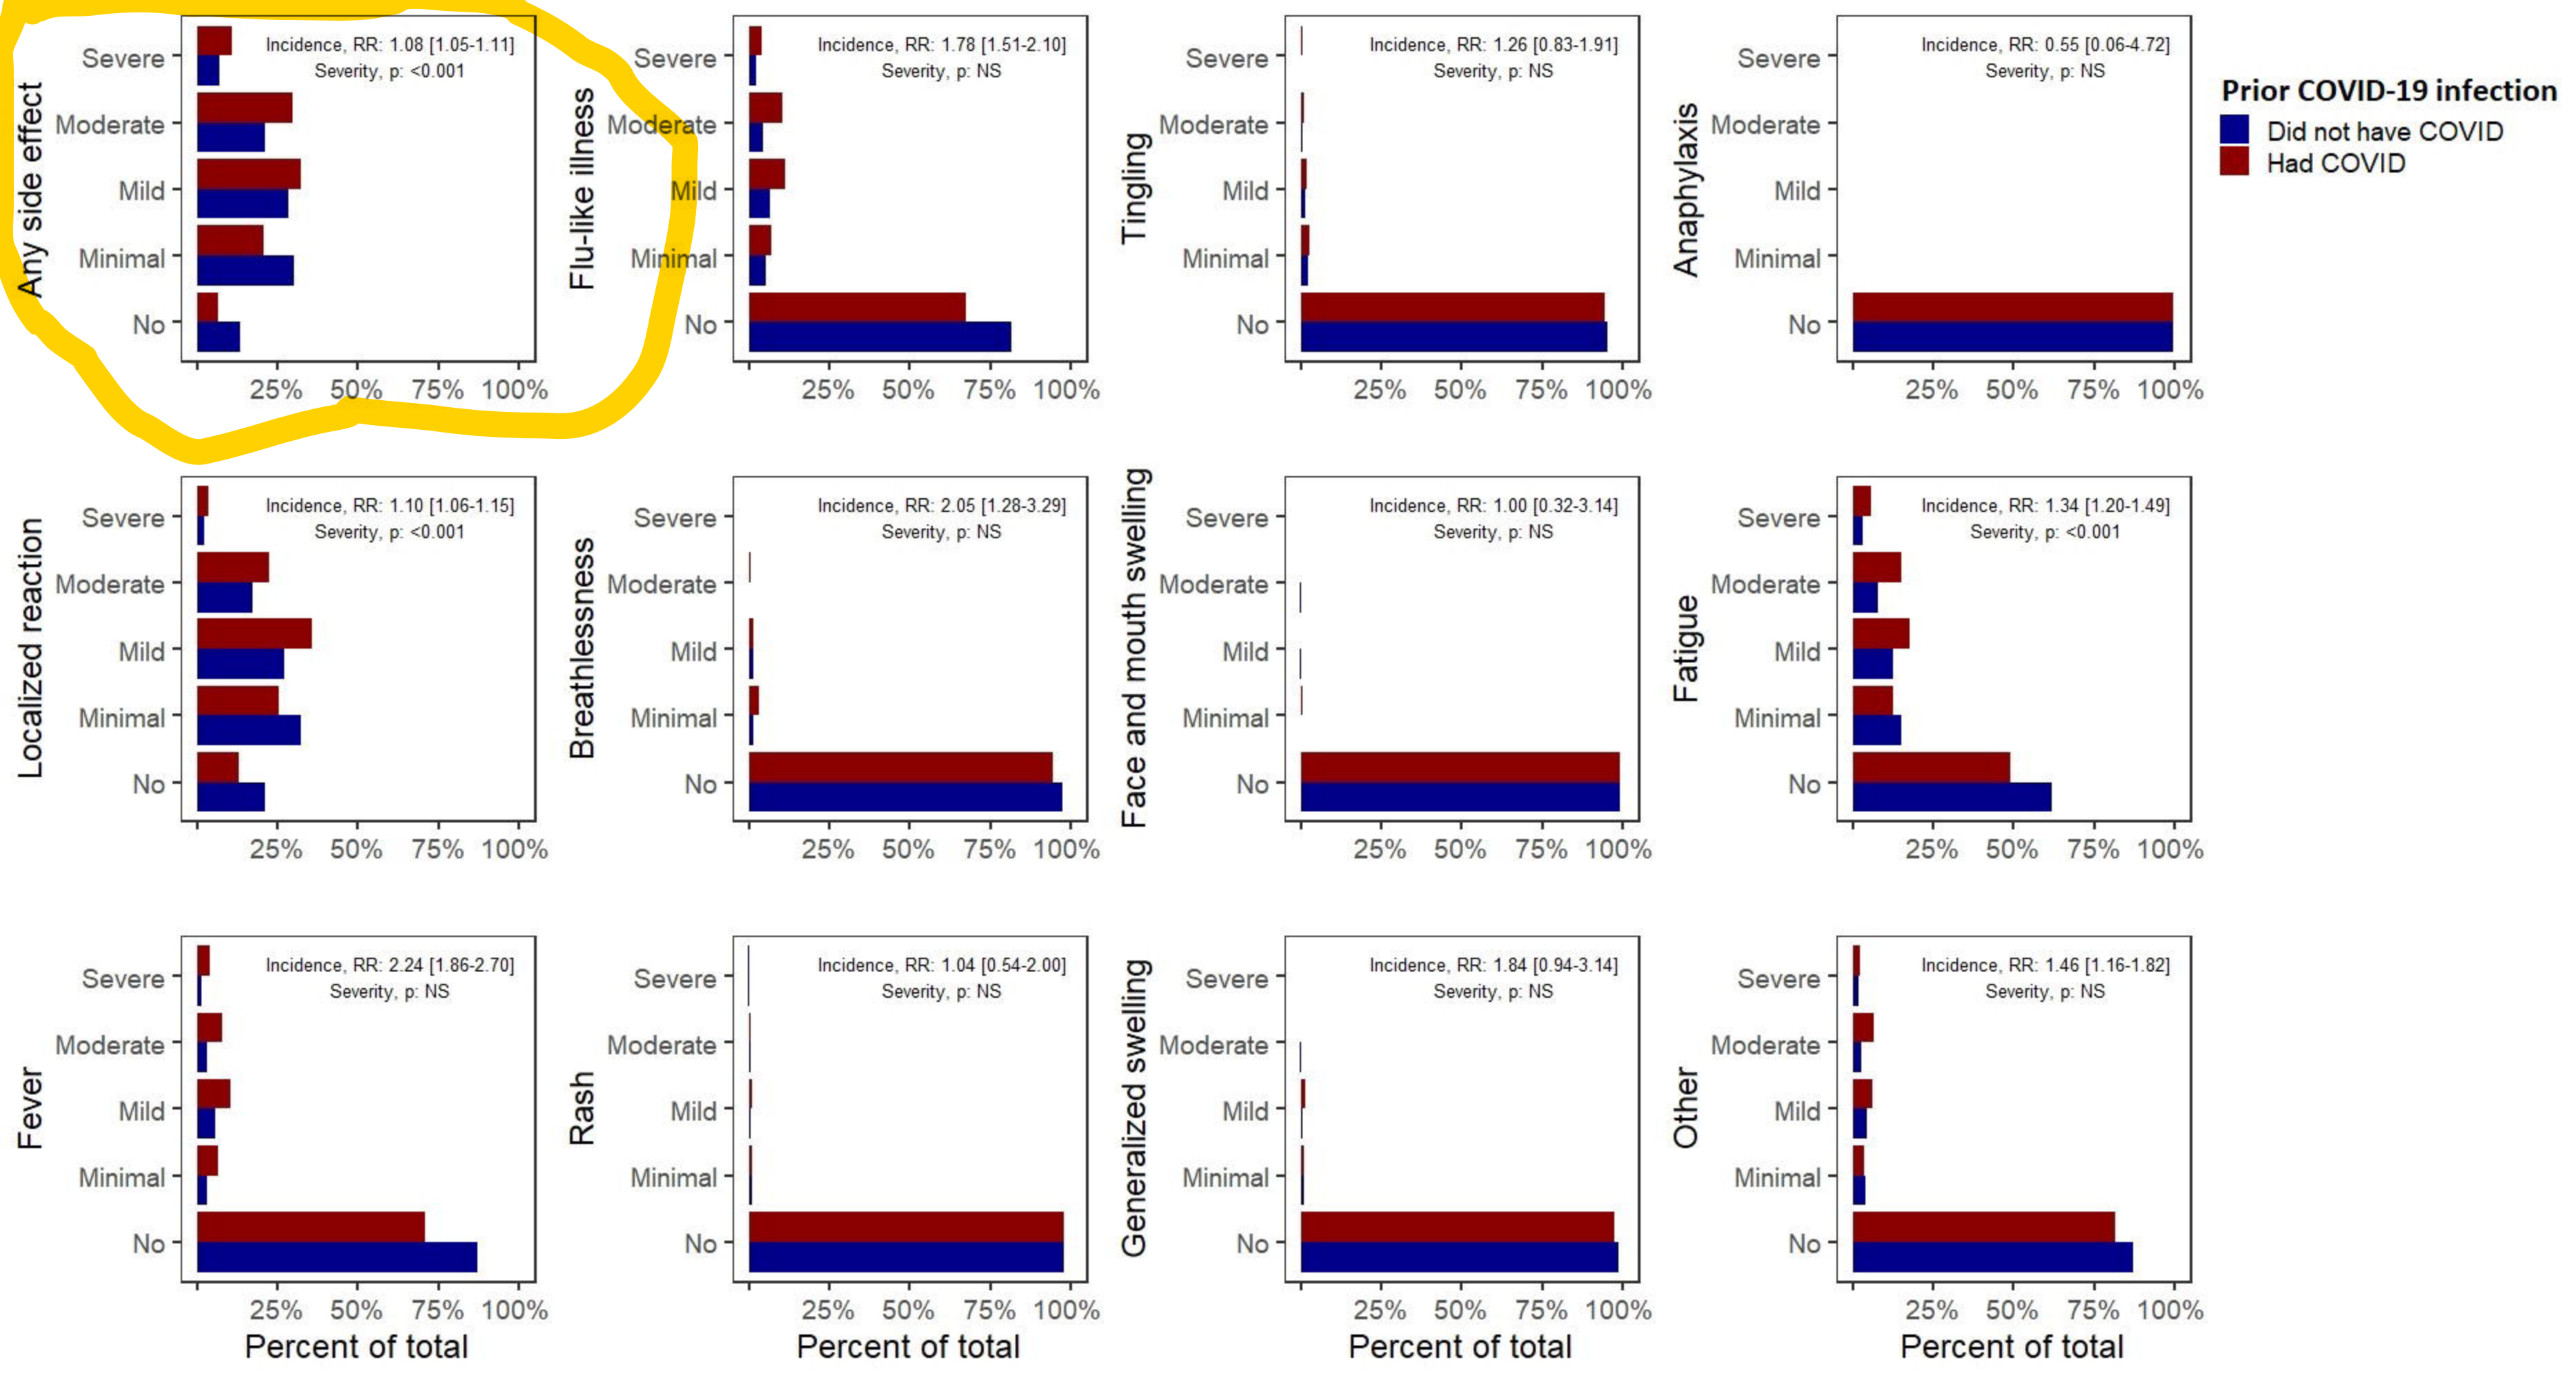 Any side effect
Severe
Moderate
Mild
Minimal
No
Incidence, RR: 1.08 [1.05-1.11]
Severity, p: <0.001
25% 50% 75% 100%
Flu-like illness
Severe
Moderate
Mild
Minimal
No
Incidence, RR: 1.78 [1.51-2.10]
Severity, p: NS
25% 50% 75% 100%
Tingling
Severe
Moderate
Mild
Minimal
No
Incidence, RR: 1.26 [0.83-1.91]
Severity, p: NS
25% 50% 75% 100%
Anaphylaxis
Severe
Moderate
Mild
Minimal
No
Incidence, RR: 0.55 [0.06-4.72]
Severity, p: NS
25% 50% 75% 100%
Prior COVID-19 infection
Did not have COVID
Had COVID
Localized reaction
Severe
Moderate
Mild
Minimal
No
Incidence, RR: 1.10 [1.06-1.15]
Severity, p: <0.001
25% 50% 75% 100%
Breathlessness
Severe
Moderate
Mild
Minimal
No
Incidence, RR: 2.05 [1.28-3.29]
Severity, p: NS
25% 50% 75% 100%
Face and mouth swelling
Severe
Moderate
Mild
Minimal
No
Incidence, RR: 1.00 [0.32-3.14]
Severity, p: NS
25% 50% 75% 100%
Fatigue
Severe
Moderate
Mild
Minimal
No
Incidence, RR: 1.34 [1.20-1.49]
Severity, p: <0.001
25% 50% 75% 100%
Fever
Severe
Moderate
Mild
Minimal
No
Incidence, RR: 2.24 [1.86-2.70]
Severity, p: NS
25% 50% 75% 100%
Percent of total
Rash
Severe
Moderate
Mild
Minimal
No
Incidence, RR: 1.04 [0.54-2.00]
Severity, p: NS
25% 50% 75% 100%
Percent of total
Generalized swelling
Severe
Moderate
Mild
Minimal
No
Incidence, RR: 1.84 [0.94-3.14]
Severity, p: NS
25% 50% 75% 100%
Percent of total
Other
Severe
Moderate
Mild
Minimal
No
Incidence, RR: 1.46 [1.16-1.82]
Severity, p: NS
25% 50% 75% 100%
Percent of total